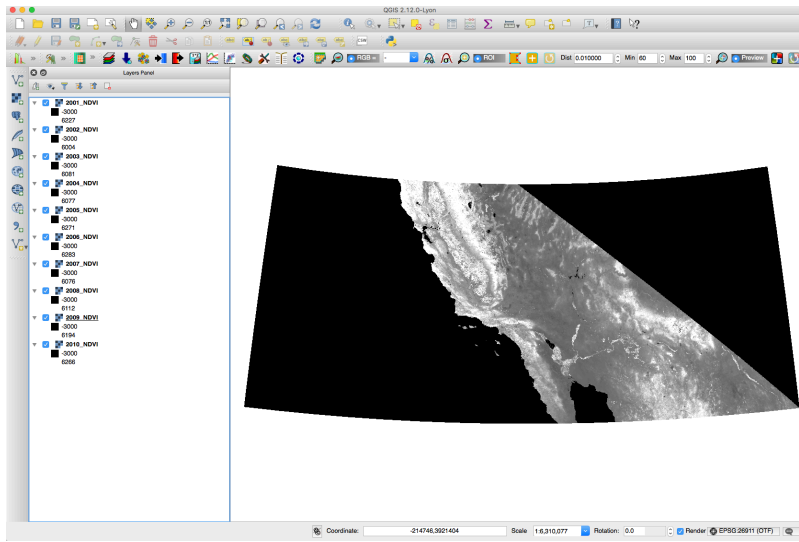 QGIS 2.12.0-Lyon
RGB = - ROI Dist 0.010000 Min 60 Max 100 Preview
Layers Panel
2001_NDVI
-3000
6227
2002_NDVI
-3000
6004
2003_NDVI
-3000
6081
2004_NDVI
-3000
6077
2005_NDVI
-3000
6271
2006_NDVI
-3000
6283
2007_NDVI
-3000
6076
2008_NDVI
-3000
6112
2009_NDVI
-3000
6194
2010_NDVI
-3000
6266
Coordinate: -214746,3921404 Scale 1:6,310,077 Rotation: 0.0 Render EPSG:26911 (OTF)